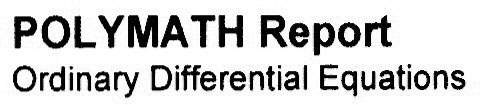 POLYMATH Report
Ordinary Differential Equations